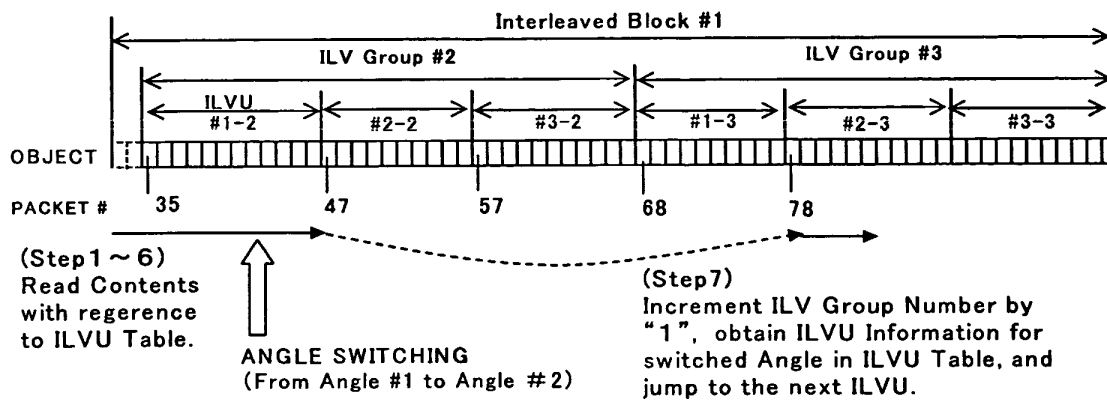 Interleaved Block #1
ILV Group #2
ILV Group #3
ILVU
#1-2
#2-2
#3-2
#1-3
#2-3
#3-3
OBJECT
PACKET #
35
47
57
68
78
(Step1～6)
Read Contents
with regerence
to ILVU Table.
ANGLE SWITCHING
(From Angle #1 to Angle #2)
(Step7)
Increment ILV Group Number by
"1", obtain ILVU Information for
switched Angle in ILVU Table, and
jump to the next ILVU.